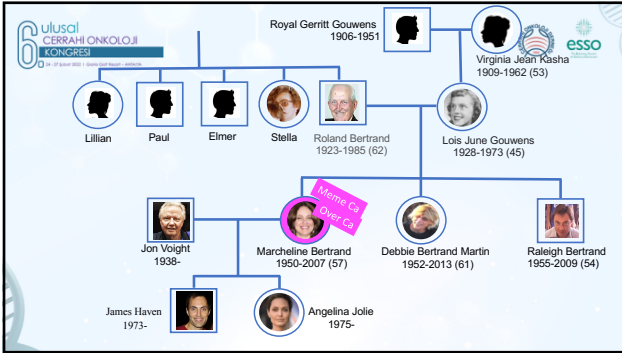 6.
ulusal
CERRAHİ ONKOLOJİ
KONGRESİ
Royal Gerritt Gouwens
1906-1951
Virginia Jean Kasha
1909-1962 (53)
esso
Lillian
Paul
Elmer
Stella
Roland Bertrand
1923-1985 (62)
Lois June Gouwens
1928-1973 (45)
Meme Ca
Over Ca
Jon Voight
1938-
Marcheline Bertrand
1950-2007 (57)
Debbie Bertrand Martin
1952-2013 (61)
Raleigh Bertrand
1955-2009 (54)
James Haven
1973-
Angelina Jolie
1975-